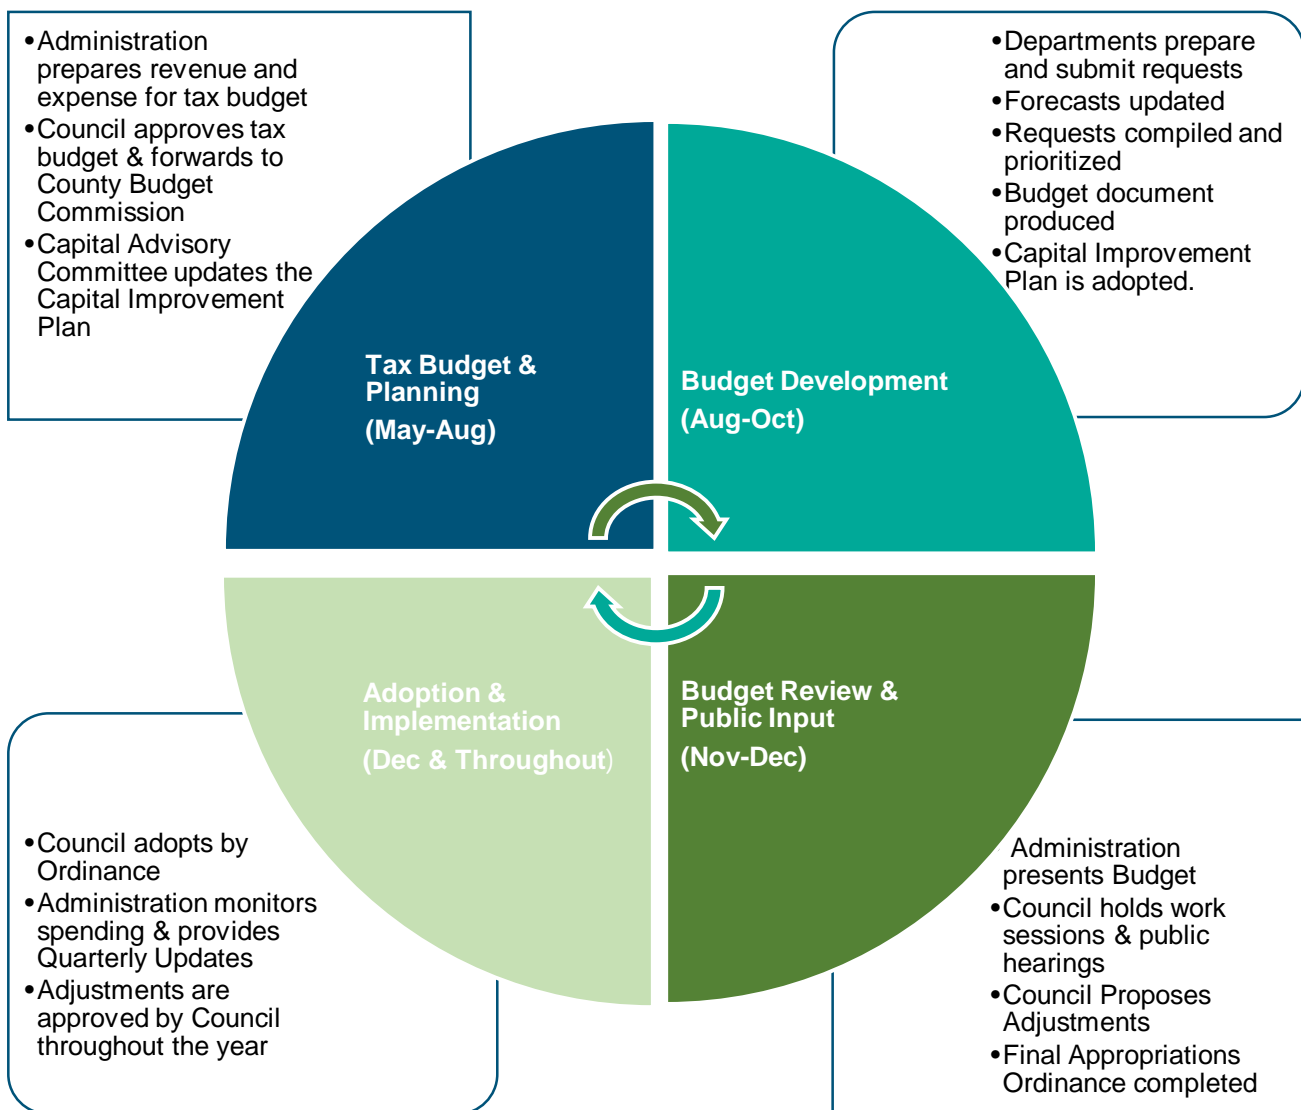 •Administration
prepares revenue and
expense for tax budget
•Council approves tax
budget & forwards to
County Budget
Commission
•Capital Advisory
Committee updates the
Capital Improvement
Plan
•Departments prepare
and submit requests
•Forecasts updated
•Requests compiled and
prioritized
•Budget document
produced
•Capital Improvement
Plan is adopted.
Tax Budget &
Planning
(May-Aug)
Budget Development
(Aug-Oct)
Adoption &
Implementation
(Dec & Throughout)
Budget Review &
Public Input
(Nov-Dec)
•Council adopts by
Ordinance
•Administration monitors
spending & provides
Quarterly Updates
•Adjustments are
approved by Council
throughout the year
Administration
presents Budget
•Council holds work
sessions & public
hearings
•Council Proposes
Adjustments
•Final Appropriations
Ordinance completed